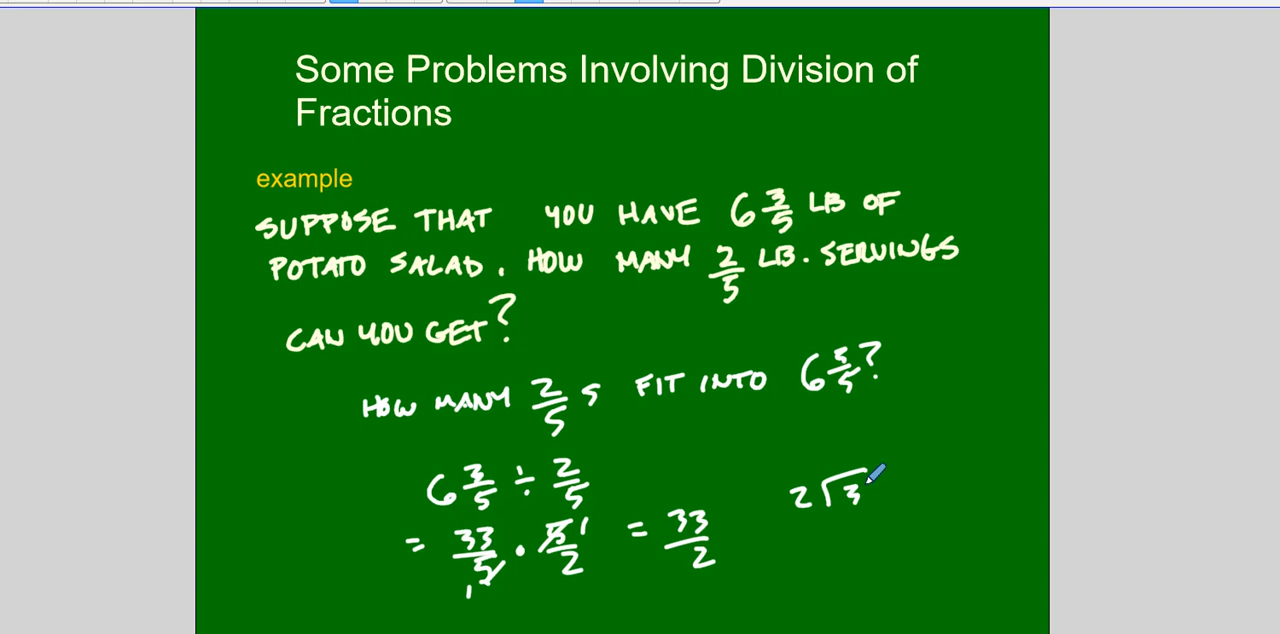 Some Problems Involving Division of
Fractions
example
SUPPOSE THAT YOU HAVE 6 3/5 LB OF
POTATO SALAD. HOW MANY 2/5 LB. SERVINGS
CAN YOU GET?
HOW MANY 2/5 S FIT INTO 6 3/5?
6 3/5 ÷ 2/5
= 33/5 1 · 5/2 1 = 33/2
2 √3